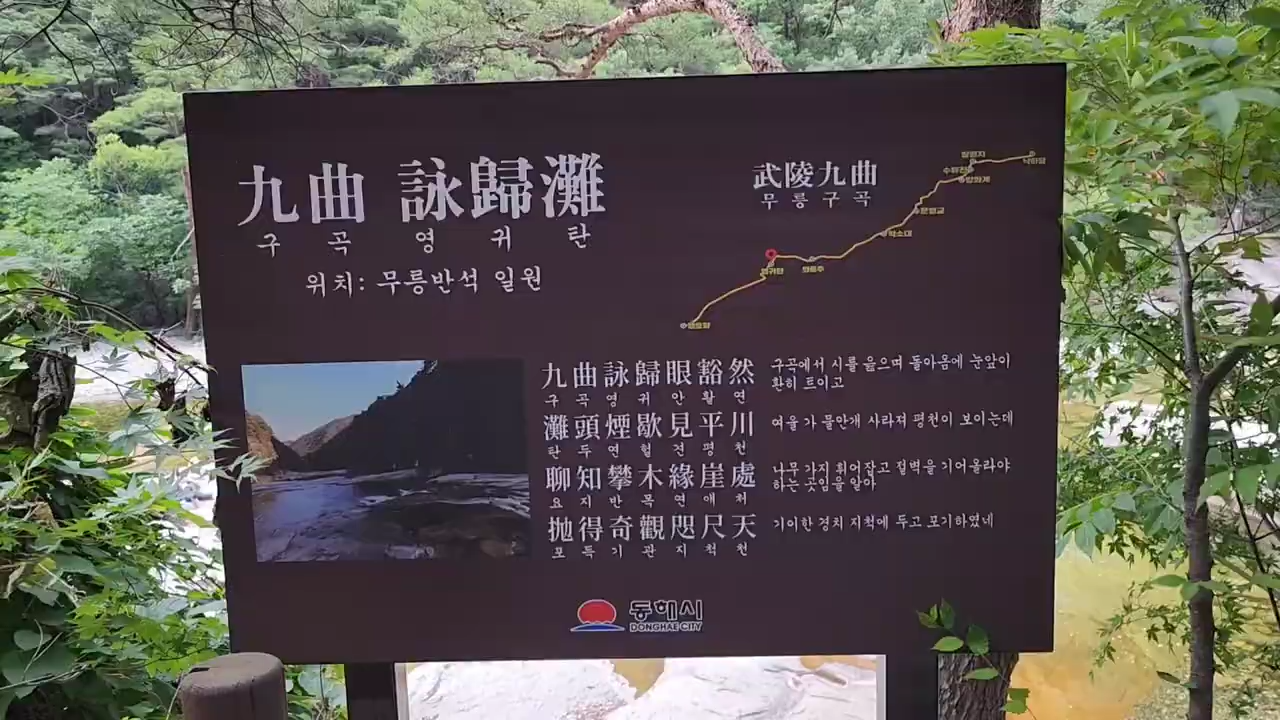 九曲 詠歸灘
구 곡 영 귀 탄
위치: 무릉반석 일원
武陵九曲
무 릉 구 곡
九曲詠歸眼豁然
구 곡 영 귀 안 활 연
구곡에서 시를 읊으며 돌아옴에 눈앞이
환히 트이고
灘頭煙歇見平川
탄 두 연 헐 견 평 천
여울 가 물안개 사라져 평천이 보이는데
聊知攀木緣崖處
요 지 반 목 연 애 처
나무 가지 휘어잡고 절벽을 기어올라야
하는 곳임을 알아
拋得奇觀咫尺天
포 득 기 관 지 척 천
기이한 경치 지척에 두고 포기하였네
동해시
DONGHAE CITY